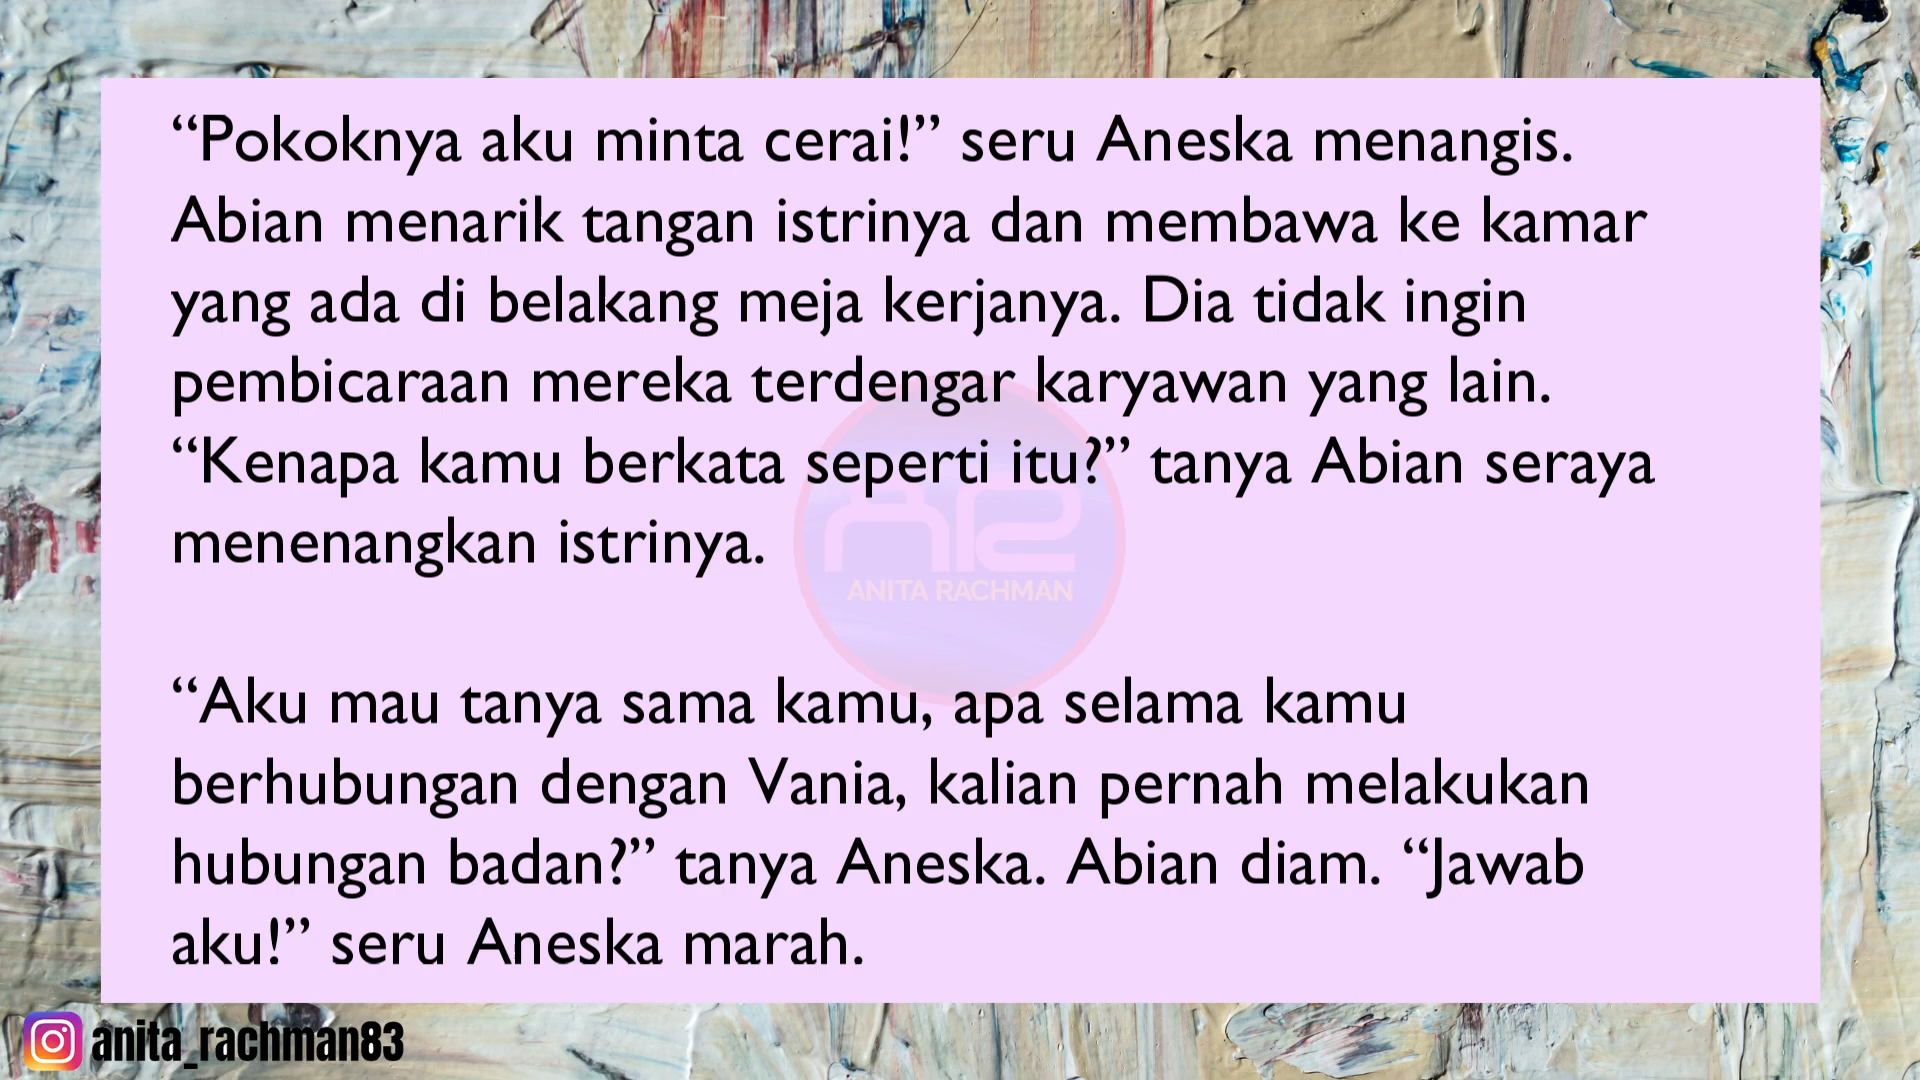 “Pokoknya aku minta cerai!” seru Aneska menangis.
Abian menarik tangan istrinya dan membawa ke kamar
yang ada di belakang meja kerjanya. Dia tidak ingin
pembicaraan mereka terdengar karyawan yang lain.
“Kenapa kamu berkata seperti itu?” tanya Abian seraya
menenangkan istrinya.
AR
ANITA RACHMAN
“Aku mau tanya sama kamu, apa selama kamu
berhubungan dengan Vania, kalian pernah melakukan
hubungan badan?” tanya Aneska. Abian diam. “Jawab
aku!” seru Aneska marah.
anita_rachman83